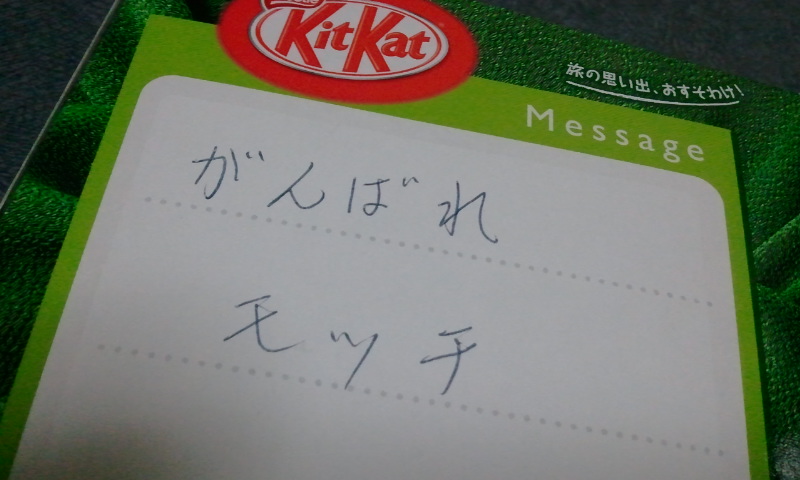 Nestlé
KitKat
旅の思い出、おすそわけ!
Message
がんばれ
モッチ